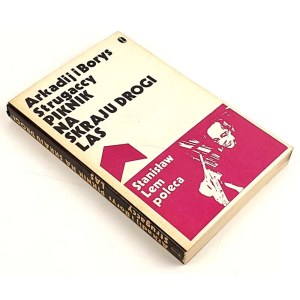 Arkadij i Borys
Strugaccy
PIKNIK
NA
SKRAJU DROGI
LAS
Stanisław
Lem
poleca